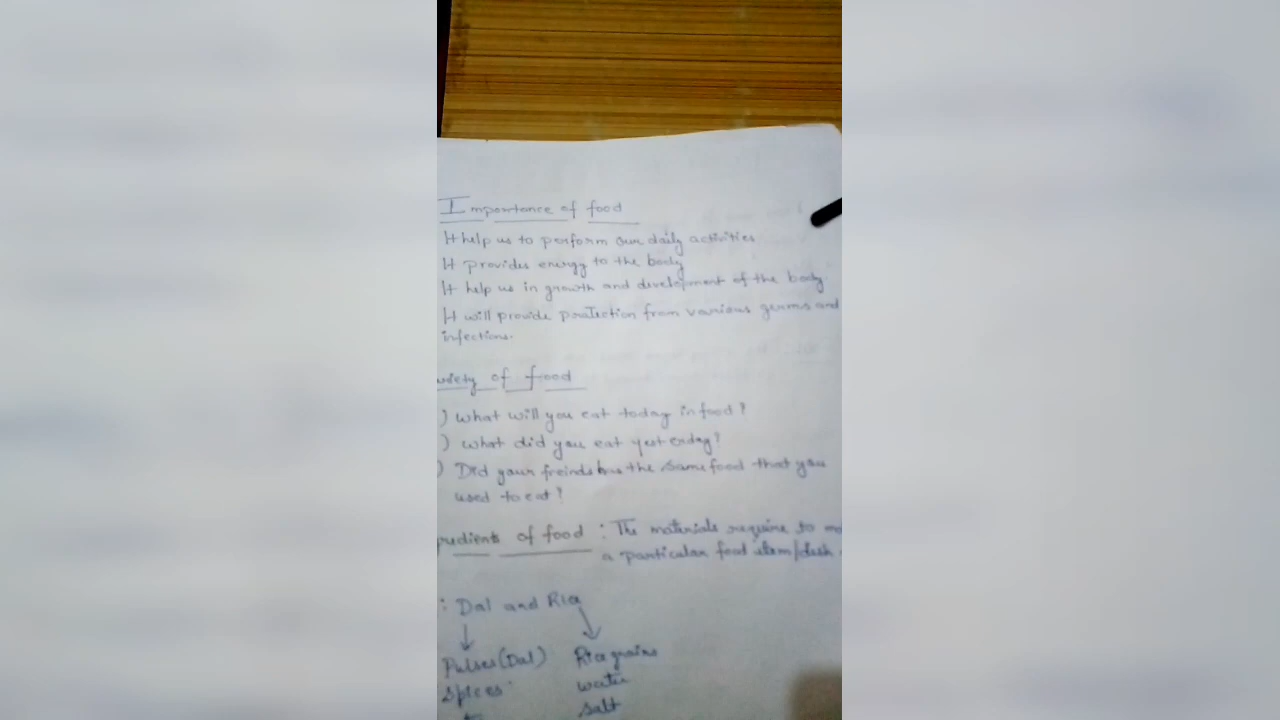 Importance of food
It help us to perform our daily activities
It provides energy to the body
It help us in growth and development of the body
It will provide protection from various germs and
infections.
of food
) What will you eat today in food?
) What did you eat yesterday?
) Did your freinds has the same food that you
used to eat?
redients of food : The materials require to
a particular food item/dish
: Dal and Rice
Pulses (Dal) Rice grains
Spices water
salt